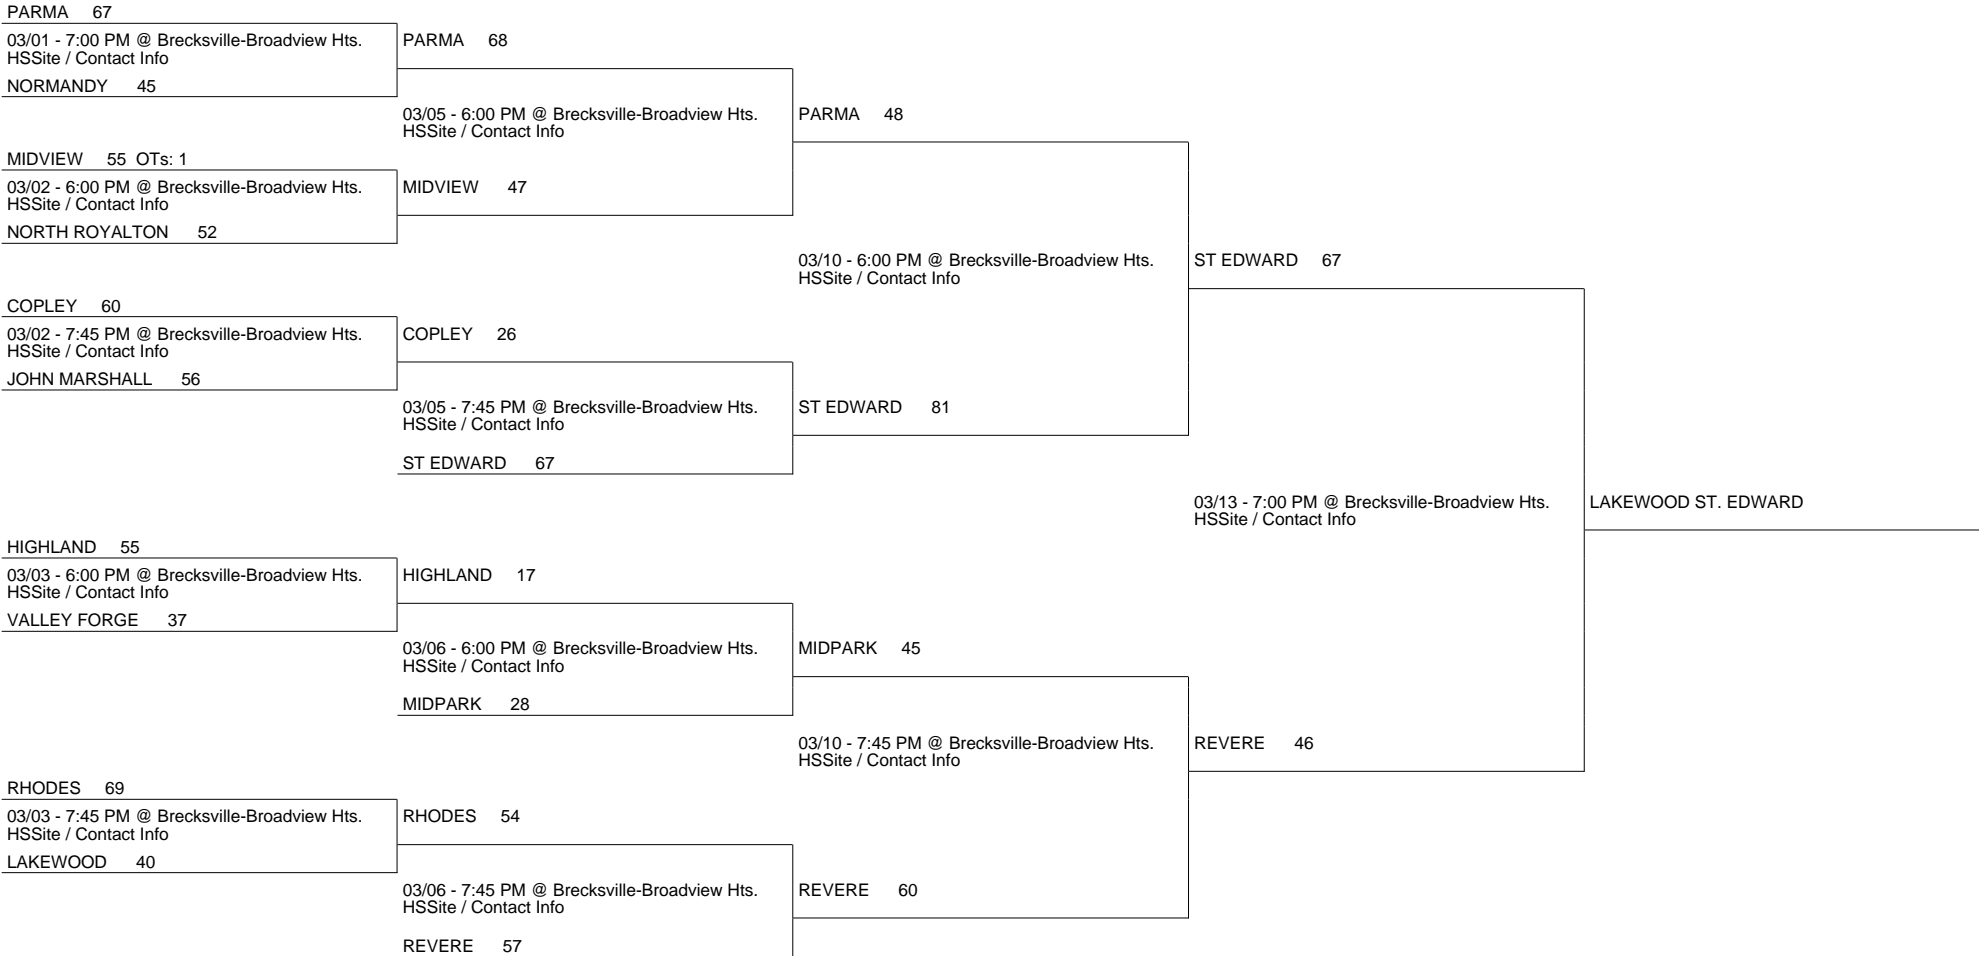 PARMA 67
03/01 - 7:00 PM @ Brecksville-Broadview Hts.
HSSite / Contact Info
NORMANDY 45
MIDVIEW 55 OTs: 1
03/02 - 6:00 PM @ Brecksville-Broadview Hts.
HSSite / Contact Info
NORTH ROYALTON 52
COPLEY 60
03/02 - 7:45 PM @ Brecksville-Broadview Hts.
HSSite / Contact Info
JOHN MARSHALL 56
HIGHLAND 55
03/03 - 6:00 PM @ Brecksville-Broadview Hts.
HSSite / Contact Info
VALLEY FORGE 37
RHODES 69
03/03 - 7:45 PM @ Brecksville-Broadview Hts.
HSSite / Contact Info
LAKEWOOD 40
PARMA 68
03/05 - 6:00 PM @ Brecksville-Broadview Hts.
HSSite / Contact Info
MIDVIEW 47
COPLEY 26
03/05 - 7:45 PM @ Brecksville-Broadview Hts.
HSSite / Contact Info
ST EDWARD 67
HIGHLAND 17
03/06 - 6:00 PM @ Brecksville-Broadview Hts.
HSSite / Contact Info
MIDPARK 28
RHODES 54
03/06 - 7:45 PM @ Brecksville-Broadview Hts.
HSSite / Contact Info
REVERE 57
PARMA 48
03/10 - 6:00 PM @ Brecksville-Broadview Hts.
HSSite / Contact Info
ST EDWARD 81
MIDPARK 45
03/10 - 7:45 PM @ Brecksville-Broadview Hts.
HSSite / Contact Info
REVERE 60
ST EDWARD 67
03/13 - 7:00 PM @ Brecksville-Broadview Hts.
HSSite / Contact Info
REVERE 46
LAKEWOOD ST. EDWARD